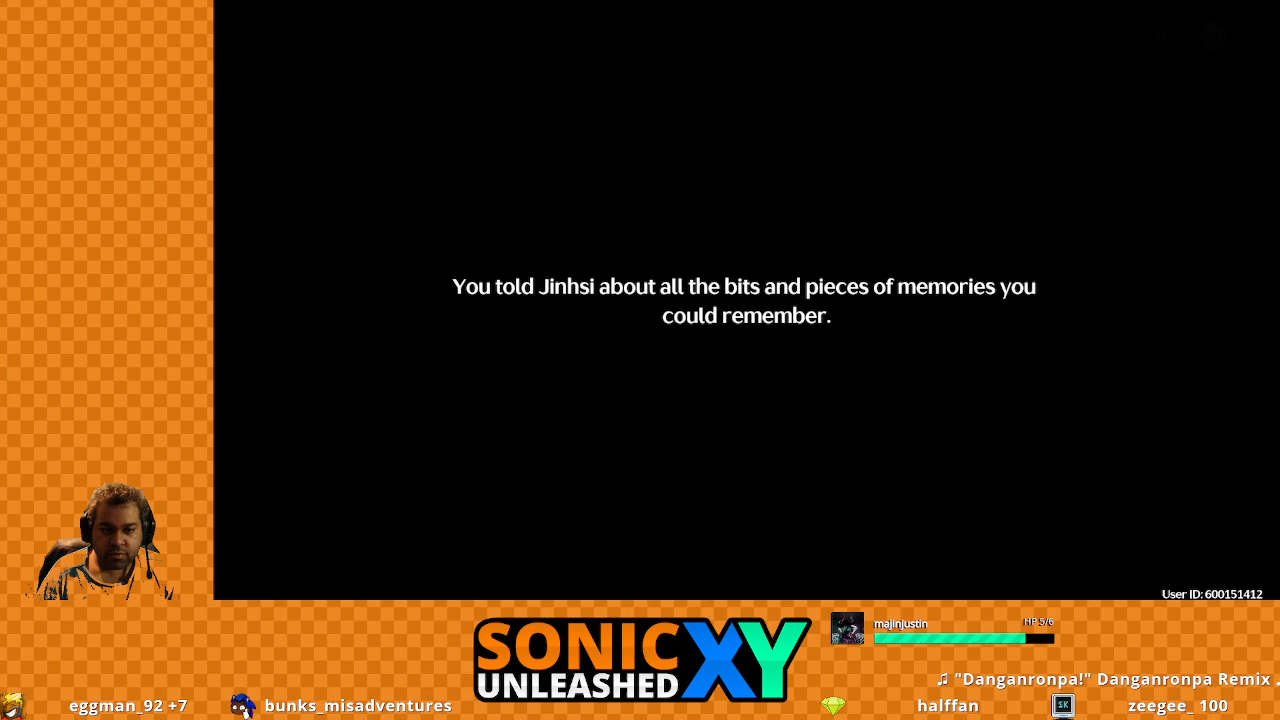 You told Jinhsi about all the bits and pieces of memories you
could remember.
User ID: 600151412
SONIC XY
UNLEASHED
majinjustin HP 5/6
♫ "Danganronpa!" Danganronpa Remix
eggman_92 +7 bunks_misadventures halffan SK zeegee_ 100